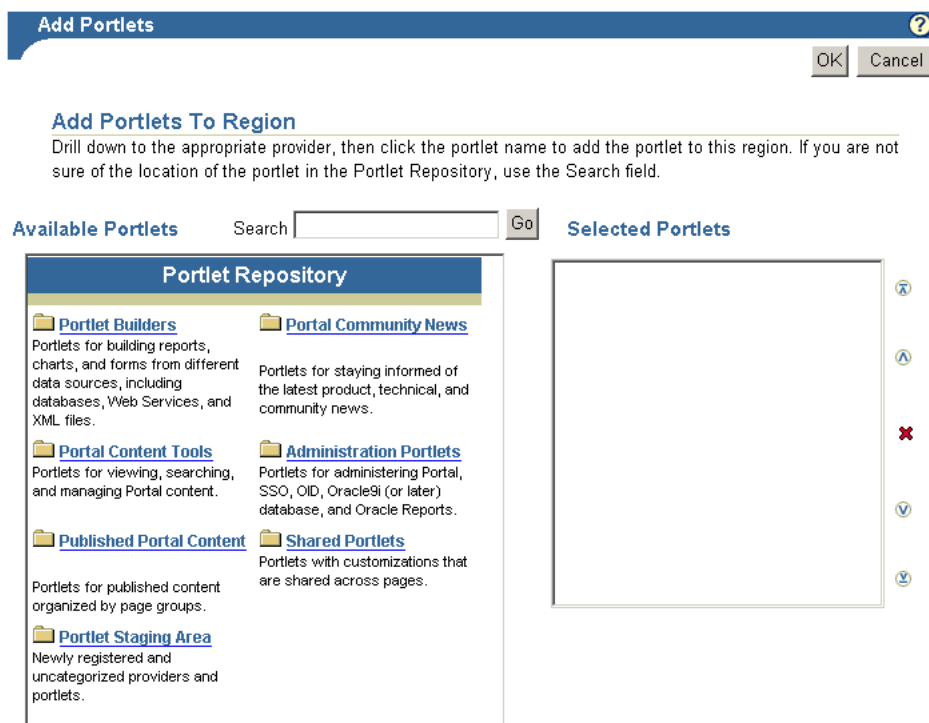 Add Portlets
?
OK Cancel
Add Portlets To Region
Drill down to the appropriate provider, then click the portlet name to add the portlet to this region. If you are not
sure of the location of the portlet in the Portlet Repository, use the Search field.
Available Portlets Search Go Selected Portlets
Portlet Repository
Portlet Builders
Portlets for building reports,
charts, and forms from different
data sources, including
databases, Web Services, and
XML files.
Portal Community News
Portlets for staying informed of
the latest product, technical, and
community news.
Portal Content Tools
Portlets for viewing, searching,
and managing Portal content.
Administration Portlets
Portlets for administering Portal,
SSO, OID, Oracle9i (or later)
database, and Oracle Reports.
Published Portal Content
Portlets for published content
organized by page groups.
Shared Portlets
Portlets with customizations that
are shared across pages.
Portlet Staging Area
Newly registered and
uncategorized providers and
portlets.